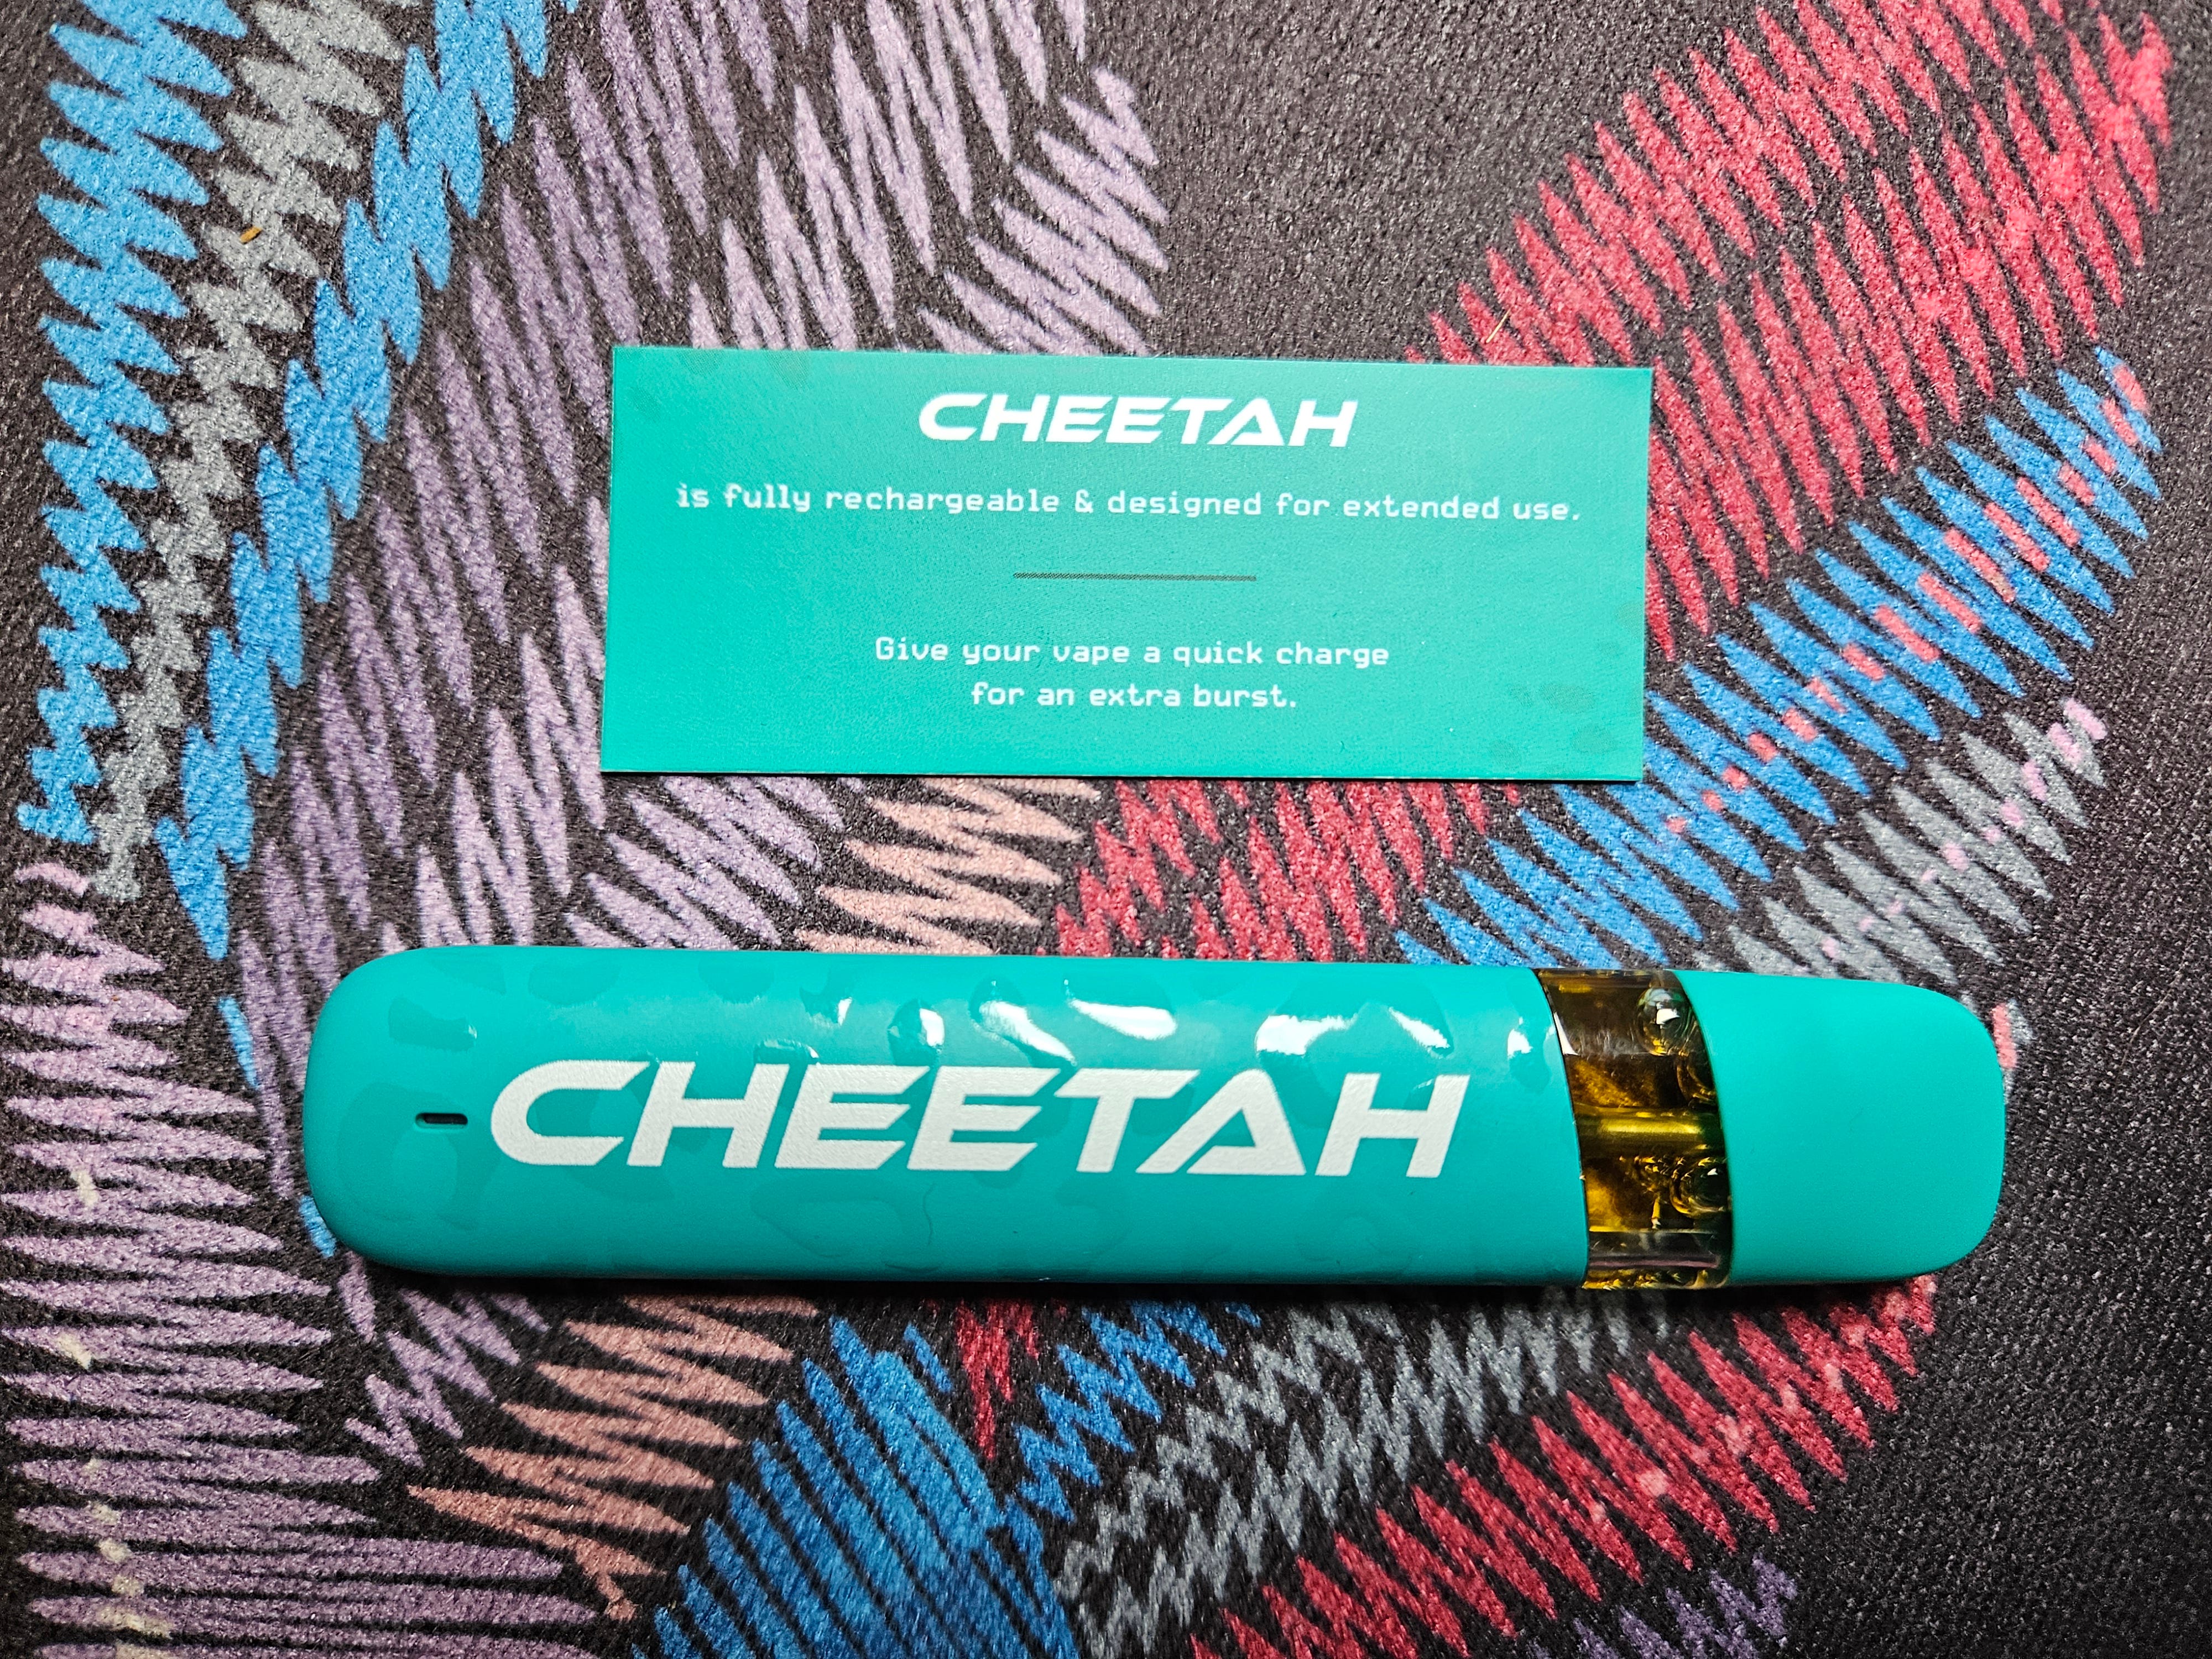 CHEETAH
is fully rechargeable & designed for extended use.
Give your vape a quick charge
for an extra burst.
CHEETAH